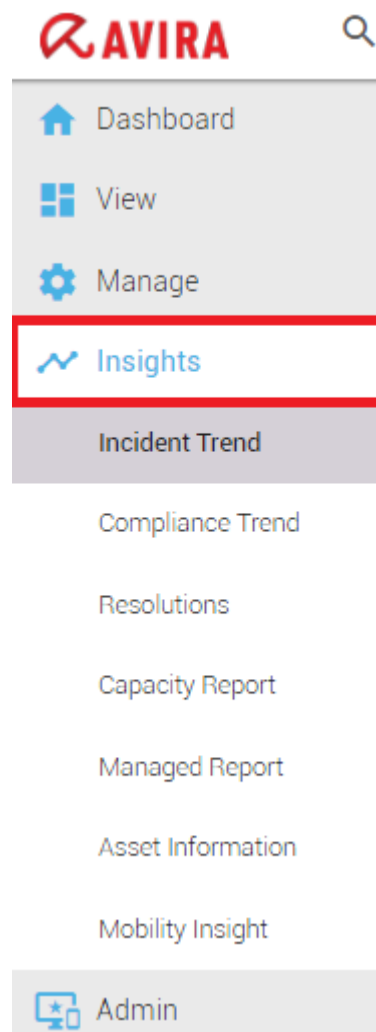 AVIRA
Dashboard
View
Manage
Insights
Incident Trend
Compliance Trend
Resolutions
Capacity Report
Managed Report
Asset Information
Mobility Insight
Admin